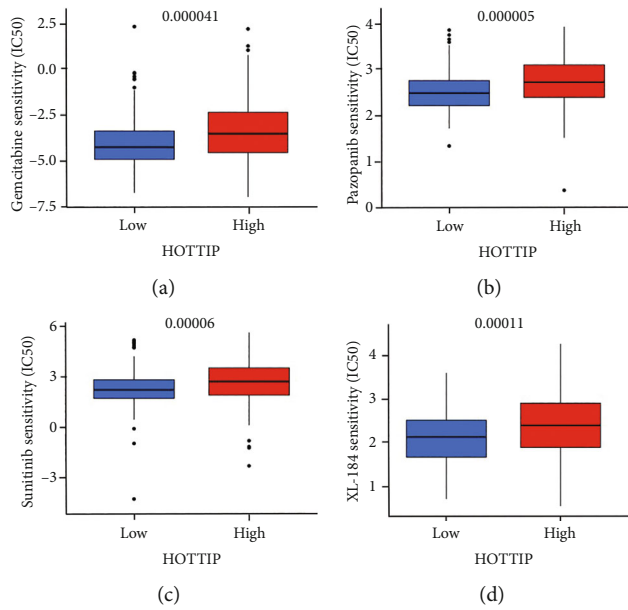 0.000041
Gemcitabine sensitivity (IC50)
2.5
0.0
−2.5
−5.0
−7.5
Low
High
HOTTIP
(a)
0.000005
Pazopanib sensitivity (IC50)
4
3
2
1
0
Low
High
HOTTIP
(b)
0.00006
Sunitinib sensitivity (IC50)
6
3
0
−3
Low
High
HOTTIP
(c)
0.00011
XL-184 sensitivity (IC50)
4
3
2
1
Low
High
HOTTIP
(d)